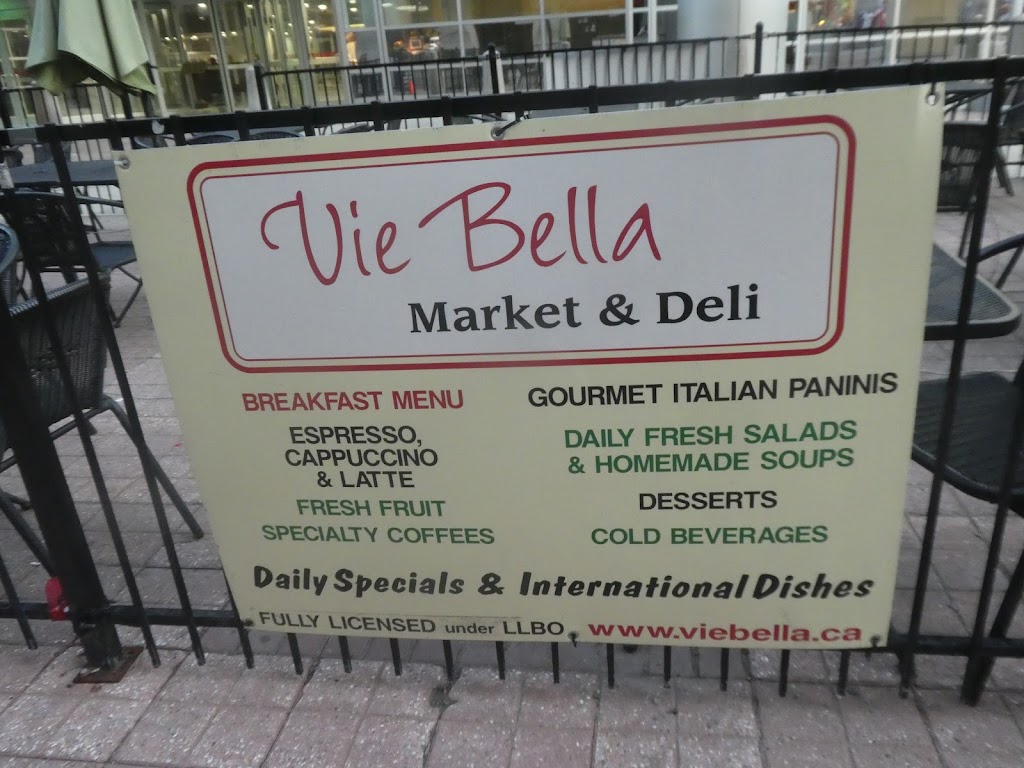 Vie Bella
Market & Deli
BREAKFAST MENU
ESPRESSO,
CAPPUCCINO
& LATTE
FRESH FRUIT
SPECIALTY COFFEES
GOURMET ITALIAN PANINIS
DAILY FRESH SALADS
& HOMEMADE SOUPS
DESSERTS
COLD BEVERAGES
Daily Specials & International Dishes
FULLY LICENSED under LLBO www.viebella.ca